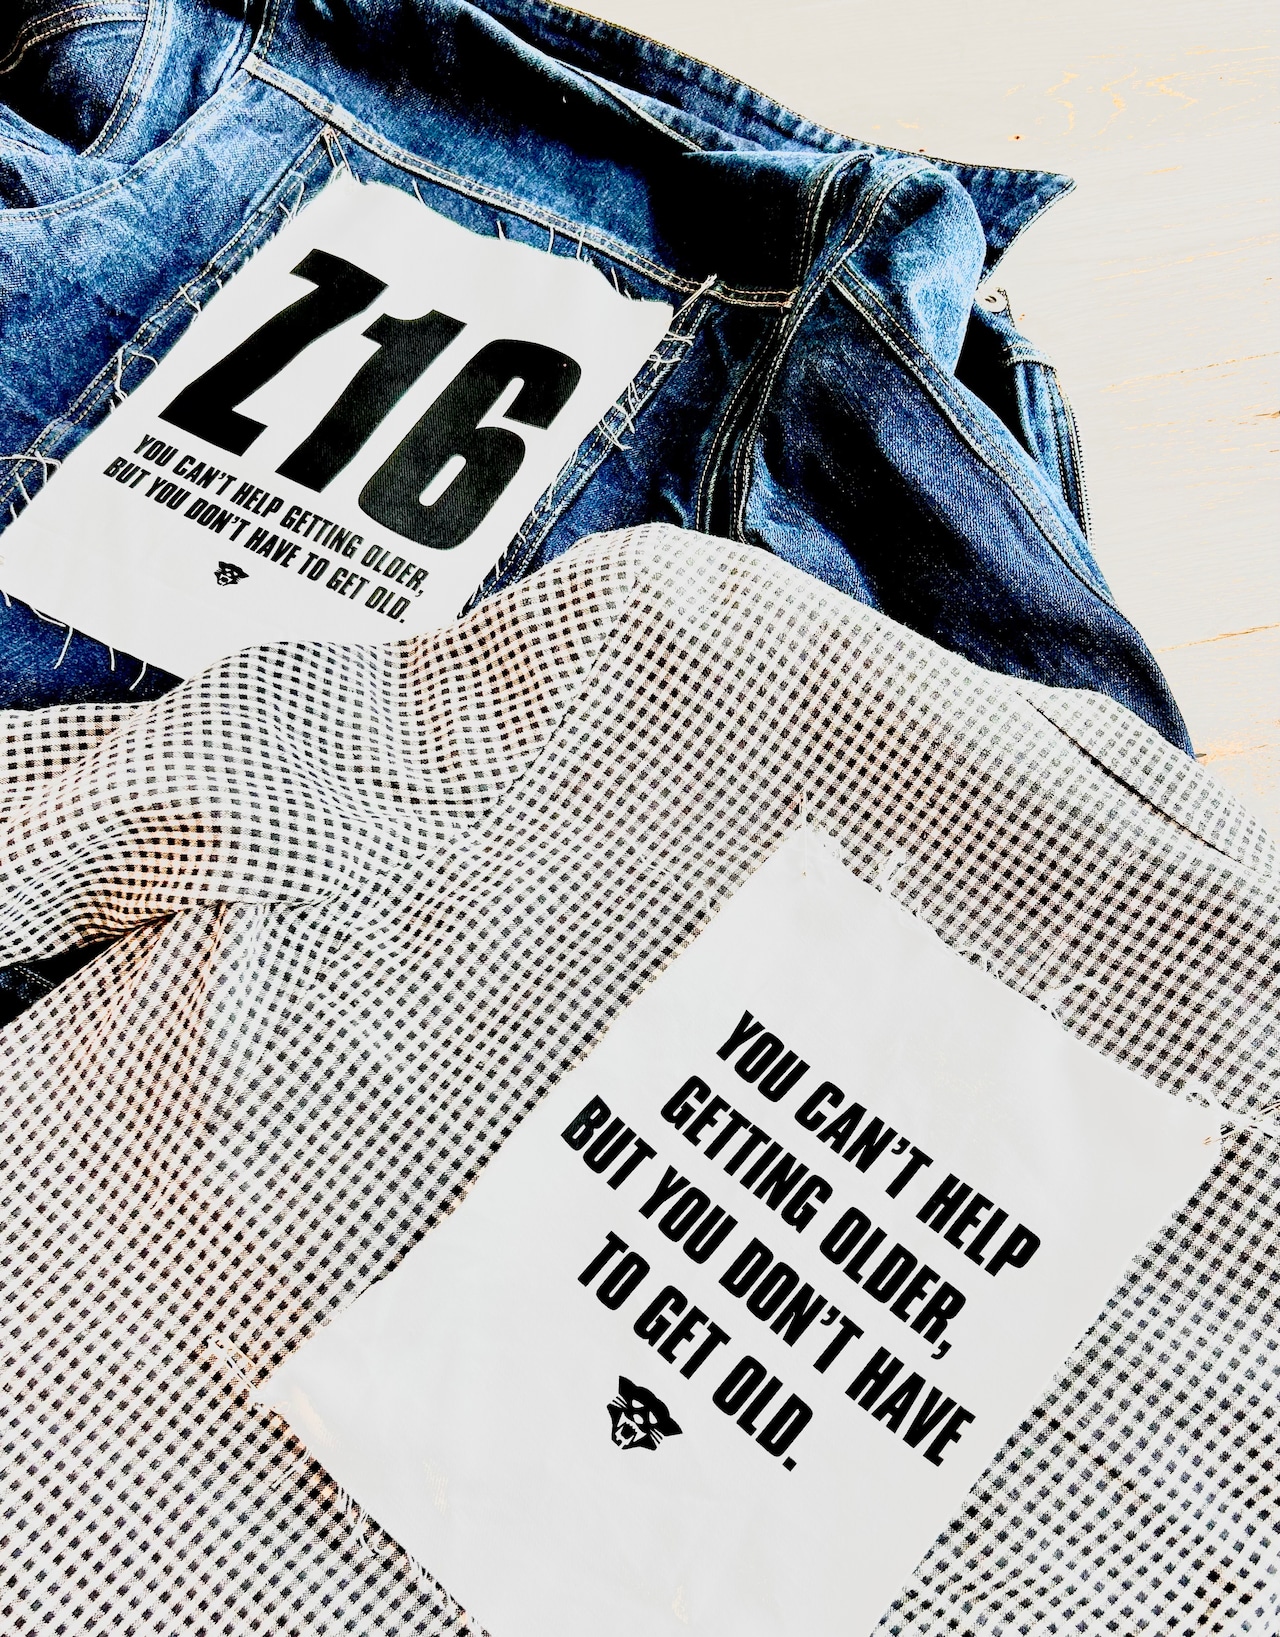 Z16
YOU CAN'T HELP GETTING OLDER,
BUT YOU DON'T HAVE TO GET OLD.
YOU CAN'T HELP
GETTING OLDER,
BUT YOU DON'T HAVE
TO GET OLD.